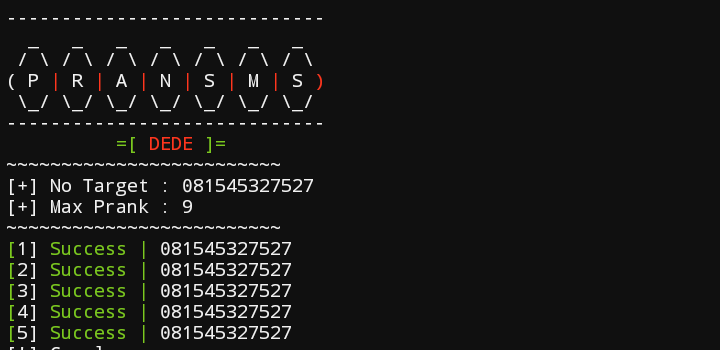 -----------------------------
( P | R | A | N | S | M | S )
-----------------------------
=[ DEDE ]=
~~~~~~~~~~~~~~~~~~~~~~~~~
[+] No Target : 081545327527
[+] Max Prank : 9
~~~~~~~~~~~~~~~~~~~~~~~~~
[1] Success | 081545327527
[2] Success | 081545327527
[3] Success | 081545327527
[4] Success | 081545327527
[5] Success | 081545327527